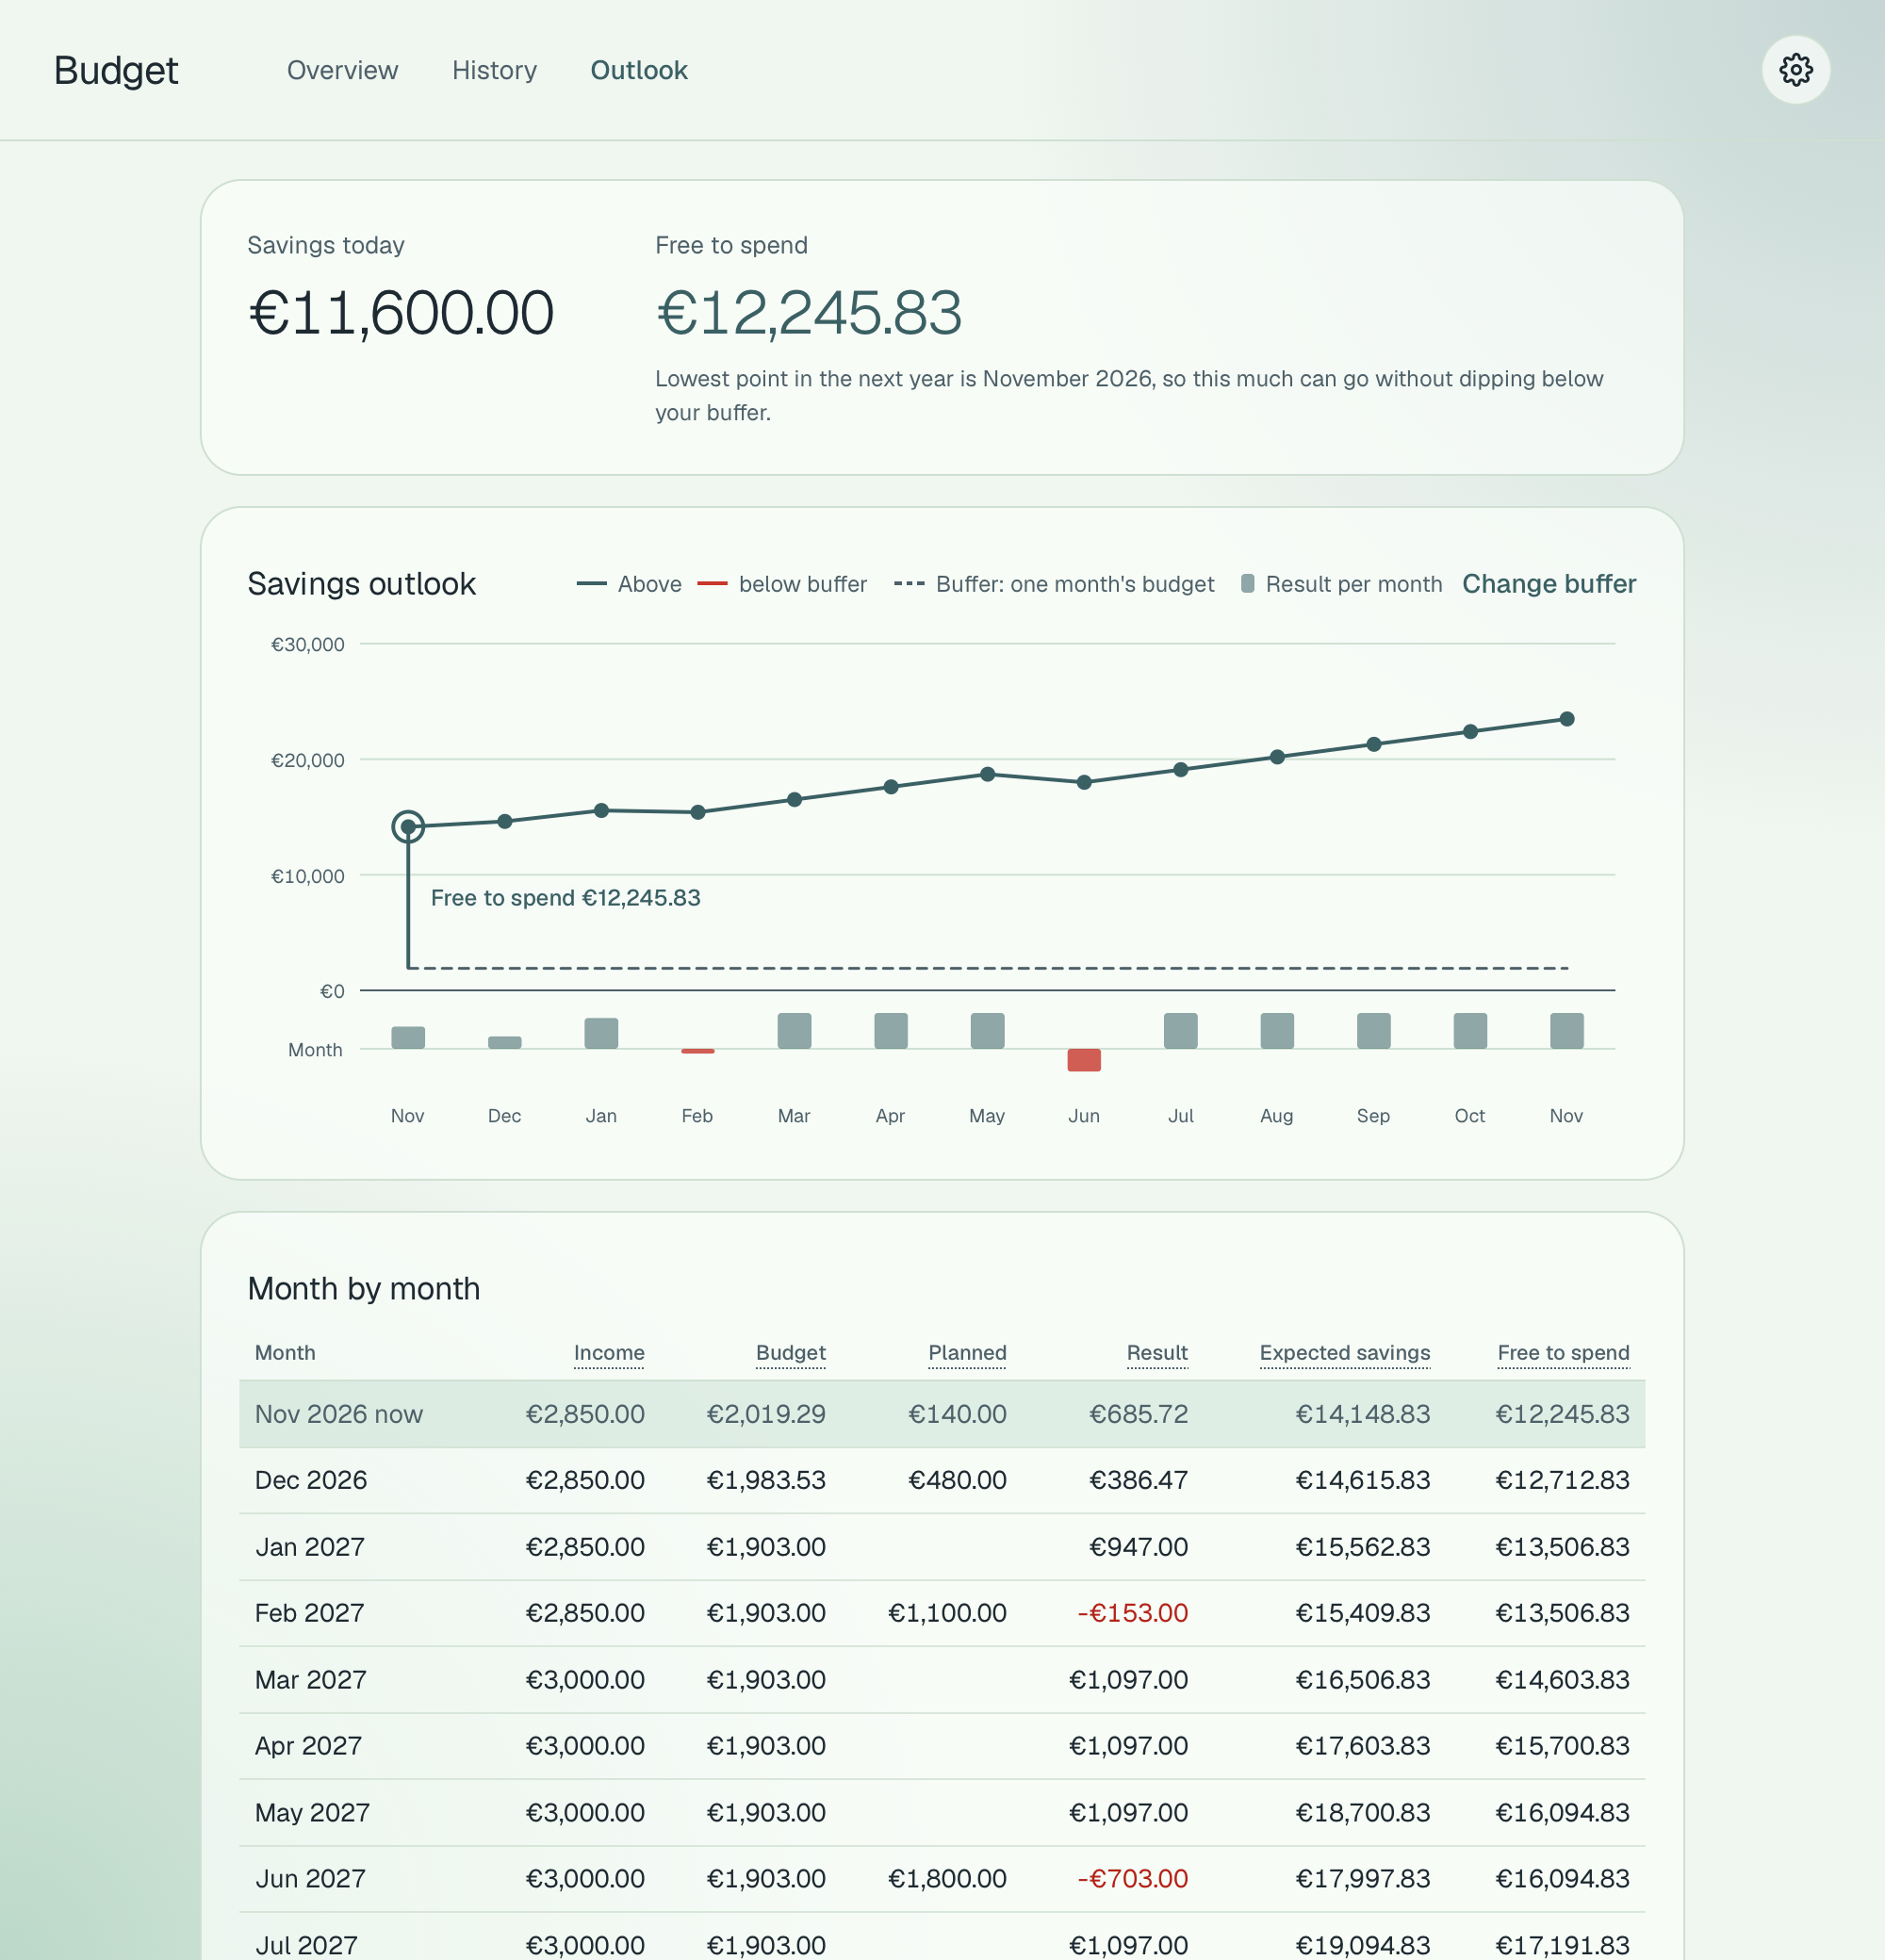 Budget
Overview
History
Outlook
Savings today
€11,600.00
Free to spend
€12,245.83
Lowest point in the next year is November 2026, so this much can go without dipping below
your buffer.
Savings outlook
Above
below buffer
Buffer: one month's budget
Result per month
Change buffer
€30,000
€20,000
€10,000
Free to spend €12,245.83
€0
Month
Nov Dec Jan Feb Mar Apr May Jun Jul Aug Sep Oct Nov
Month by month
Month Income Budget Planned Result Expected savings Free to spend
Nov 2026 now €2,850.00 €2,019.29 €140.00 €685.72 €14,148.83 €12,245.83
Dec 2026 €2,850.00 €1,983.53 €480.00 €386.47 €14,615.83 €12,712.83
Jan 2027 €2,850.00 €1,903.00 €947.00 €15,562.83 €13,506.83
Feb 2027 €2,850.00 €1,903.00 €1,100.00 -€153.00 €15,409.83 €13,506.83
Mar 2027 €3,000.00 €1,903.00 €1,097.00 €16,506.83 €14,603.83
Apr 2027 €3,000.00 €1,903.00 €1,097.00 €17,603.83 €15,700.83
May 2027 €3,000.00 €1,903.00 €1,097.00 €18,700.83 €16,094.83
Jun 2027 €3,000.00 €1,903.00 €1,800.00 -€703.00 €17,997.83 €16,094.83
Jul 2027 €3,000.00 €1,903.00 €1,097.00 €19,094.83 €17,191.83